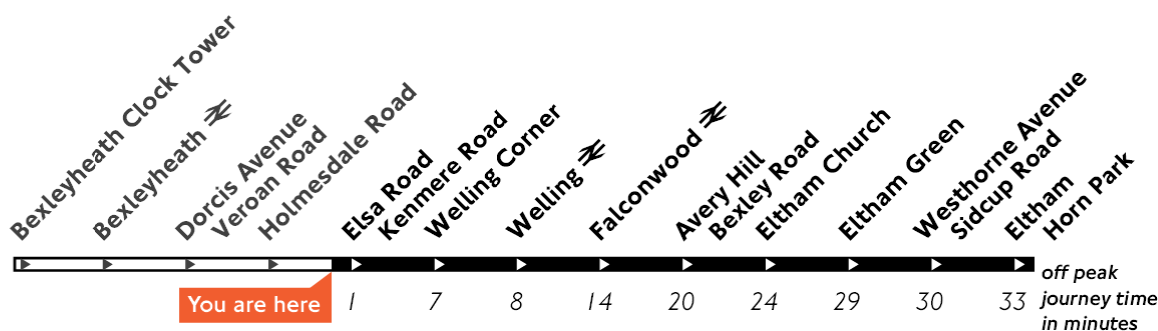 Bexleyheath Clock Tower
Bexleyheath
Dorcis Avenue
Veroan Road
Holmesdale Road
Elsa Road
Kenmere Road
Welling Corner
Welling
Falconwood
Avery Hill
Bexley Road
Eltham Church
Eltham Green
Westhorne Avenue
Sidcup Road
Eltham
Horn Park
You are here
1 7 8 14 20 24 29 30 33
off peak
journey time
in minutes